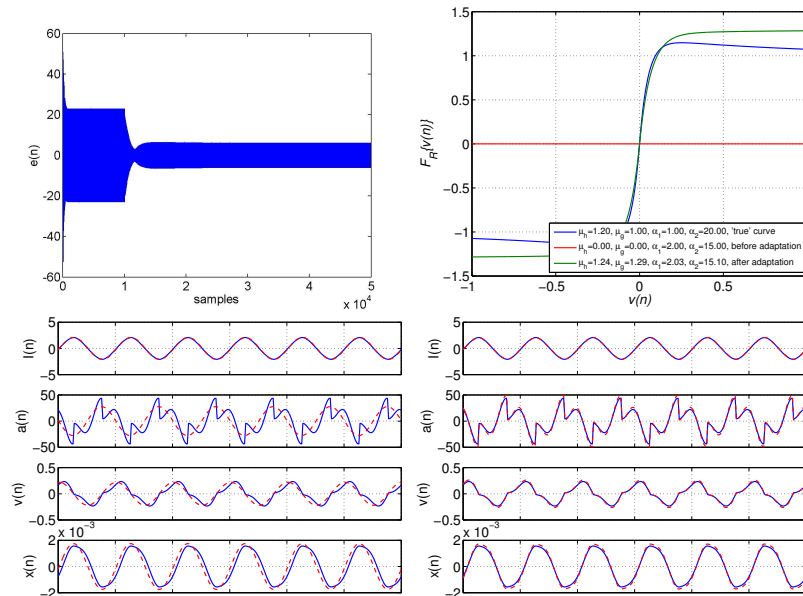 60
40
20
0
−20
−40
−60
e(n)
0 1 2 3 4 5
samples
x 10^4
1.5
1
0.5
0
−0.5
−1
−1.5
F_R{v(n)}
−1 −0.5 0 0.5
v(n)
μ_h=1.20, μ_g=1.00, α_1=1.00, α_2=20.00, 'true' curve
μ_h=0.00, μ_g=0.00, α_1=2.00, α_2=15.00, before adaptation
μ_h=1.24, μ_g=1.29, α_1=2.03, α_2=15.10, after adaptation
5
0
−5
I(n)
50
0
−50
a(n)
0.5
0
−0.5
v(n)
x 10^−3
2
0
−2
x(n)
5
0
−5
I(n)
50
0
−50
a(n)
0.5
0
−0.5
v(n)
x 10^−3
2
0
−2
x(n)